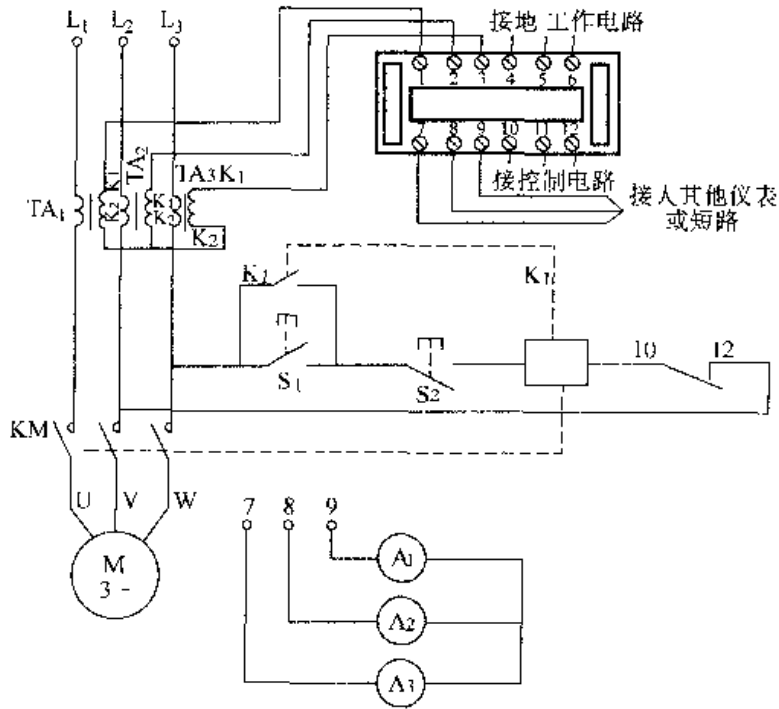 L1 L2 L3
接地 工作电路
1 2 3 4 5 6
7 8 9 10 11 12
接控制电路
接入其他仪表
或短路
TA1
K1
K2
TA2
K1
K2
TA3 K1
K2
K1
K1
S1
S2
10
12
KM
U V W
M
3~
7 8 9
A1
A2
A3